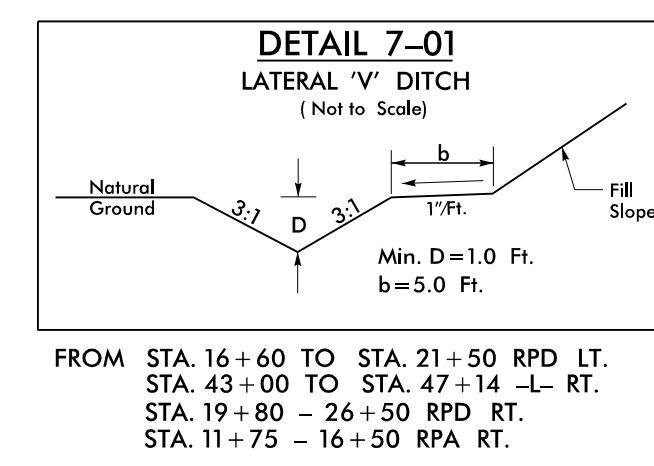 DETAIL 7–01
LATERAL 'V' DITCH
( Not to Scale)
b
Natural
Ground
3:1
D
3:1
1"/Ft.
Fill
Slope
Min. D=1.0 Ft.
b=5.0 Ft.
FROM STA. 16+60 TO STA. 21+50 RPD LT.
STA. 43+00 TO STA. 47+14 –L– RT.
STA. 19+80 – 26+50 RPD RT.
STA. 11+75 – 16+50 RPA RT.